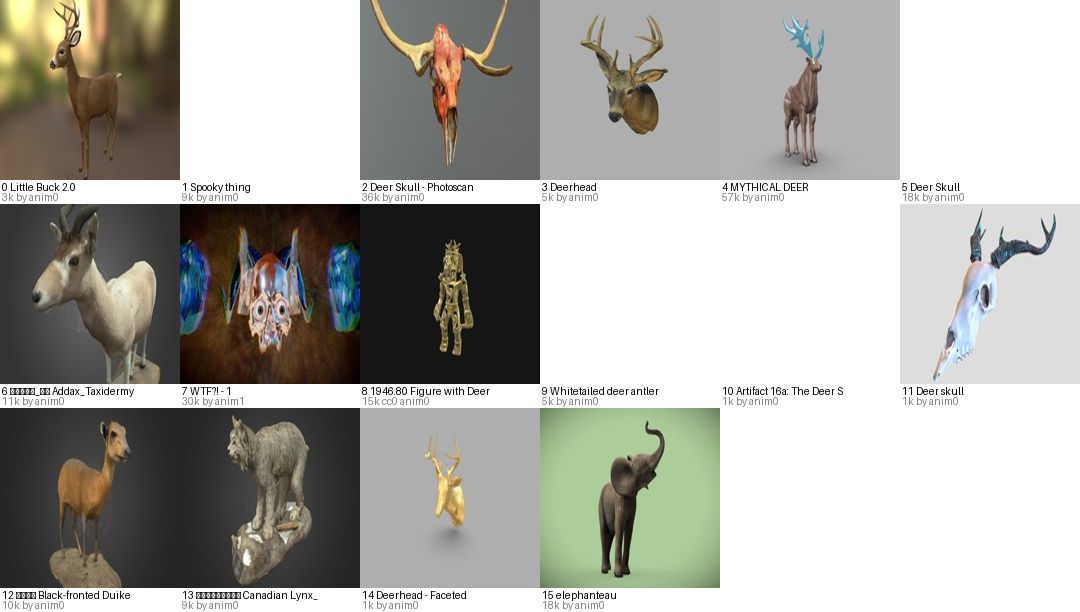 0 Little Buck 2.0
3k by anim0
1 Spooky thing
9k by anim0
2 Deer Skull - Photoscan
36k by anim0
3 Deerhead
5k by anim0
4 MYTHICAL DEER
57k by anim0
5 Deer Skull
18k by anim0
6 Addax_Taxidermy
11k by anim0
7 WTF?! - 1
30k by anim1
8 1946.80 Figure with Deer
15k cc0 anim0
9 Whitetailed deer antler
5k by anim0
10 Artifact 16a: The Deer S
1k by anim0
11 Deer skull
1k by anim0
12 Black-fronted Duike
10k by anim0
13 Canadian Lynx_
9k by anim0
14 Deerhead - Faceted
1k by anim0
15 elephanteau
18k by anim0